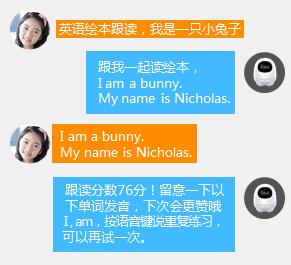 英语绘本跟读，我是一只小兔子
跟我一起读绘本，
I am a bunny.
My name is Nicholas.
I am a bunny.
My name is Nicholas.
跟读分数76分！留意一下以
下单词发音，下次会更赞哦
I, am，按语音键说重复练习，
可以再试一次。